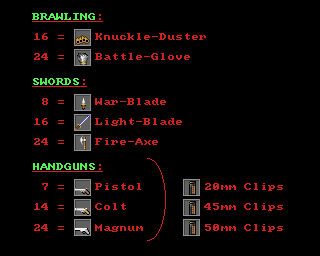 BRAWLING:
16 = Knuckle-Duster
24 = Battle-Glove
SWORDS:
8 = War-Blade
16 = Light-Blade
24 = Fire-Axe
HANDGUNS:
7 = Pistol 20mm Clips
14 = Colt 45mm Clips
24 = Magnum 50mm Clips